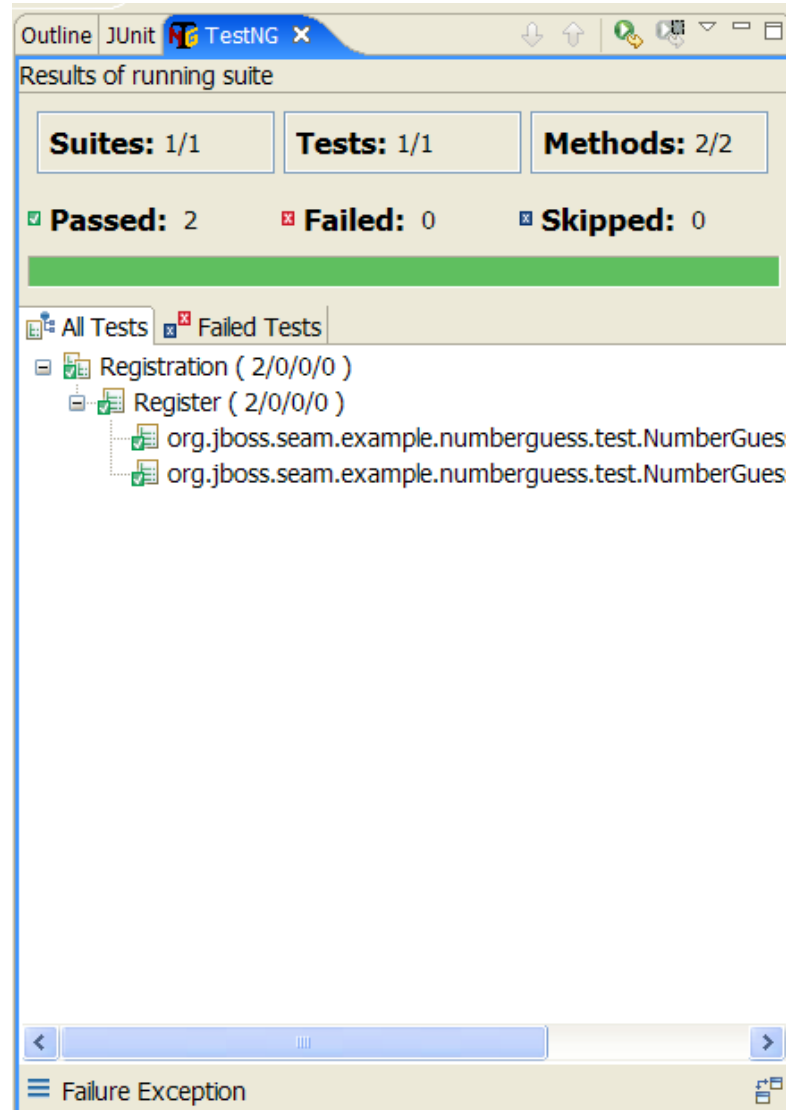 Outline JUnit TestNG
Results of running suite
Suites: 1/1 Tests: 1/1 Methods: 2/2
Passed: 2 Failed: 0 Skipped: 0
All Tests Failed Tests
Registration ( 2/0/0/0 )
Register ( 2/0/0/0 )
org.jboss.seam.example.numberguess.test.NumberGues
org.jboss.seam.example.numberguess.test.NumberGues
Failure Exception